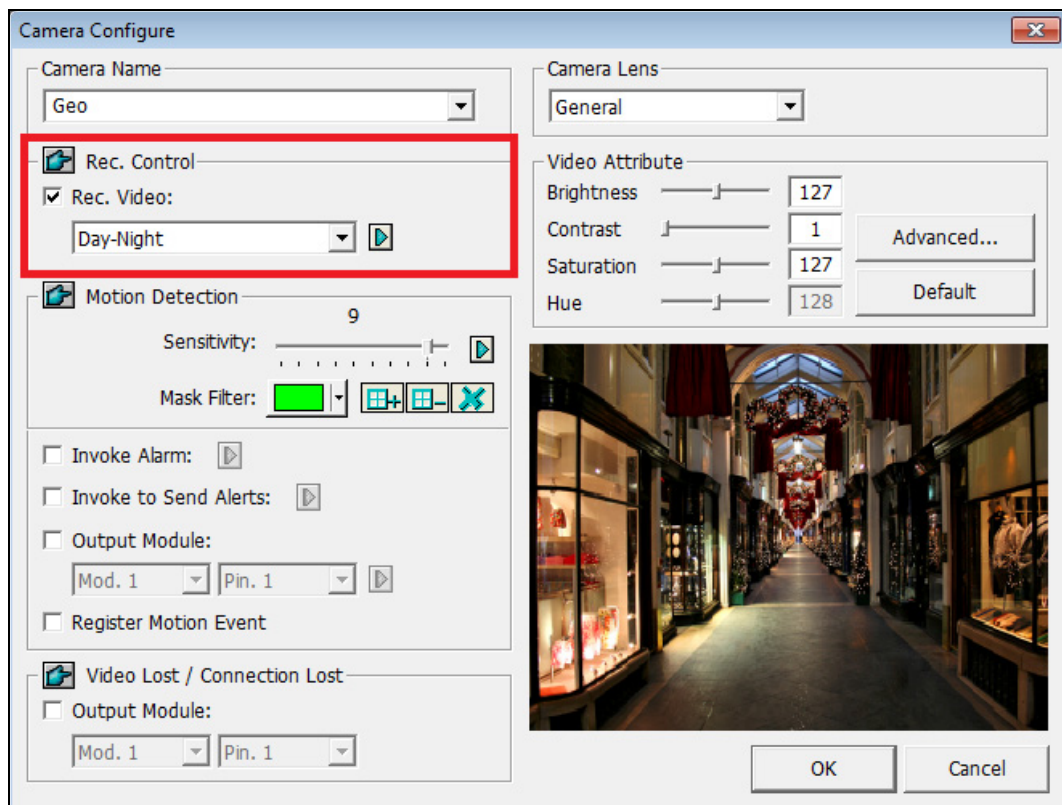 Camera Configure
Camera Name
Geo
Rec. Control
Rec. Video:
Day-Night
Motion Detection
9
Sensitivity:
Mask Filter:
Invoke Alarm:
Invoke to Send Alerts:
Output Module:
Mod. 1 Pin. 1
Register Motion Event
Video Lost / Connection Lost
Output Module:
Mod. 1 Pin. 1
Camera Lens
General
Video Attribute
Brightness 127
Contrast 1
Saturation 127
Hue 128
Advanced...
Default
OK Cancel